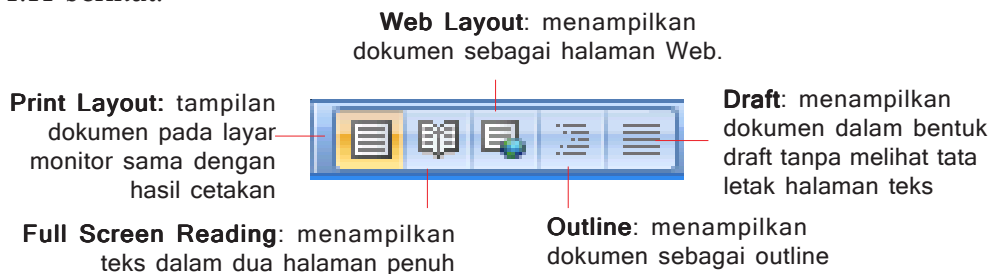 Web Layout: menampilkan
dokumen sebagai halaman Web.
Print Layout: tampilan
dokumen pada layar
monitor sama dengan
hasil cetakan
Draft: menampilkan
dokumen dalam bentuk
draft tanpa melihat tata
letak halaman teks
Full Screen Reading: menampilkan
teks dalam dua halaman penuh
Outline: menampilkan
dokumen sebagai outline